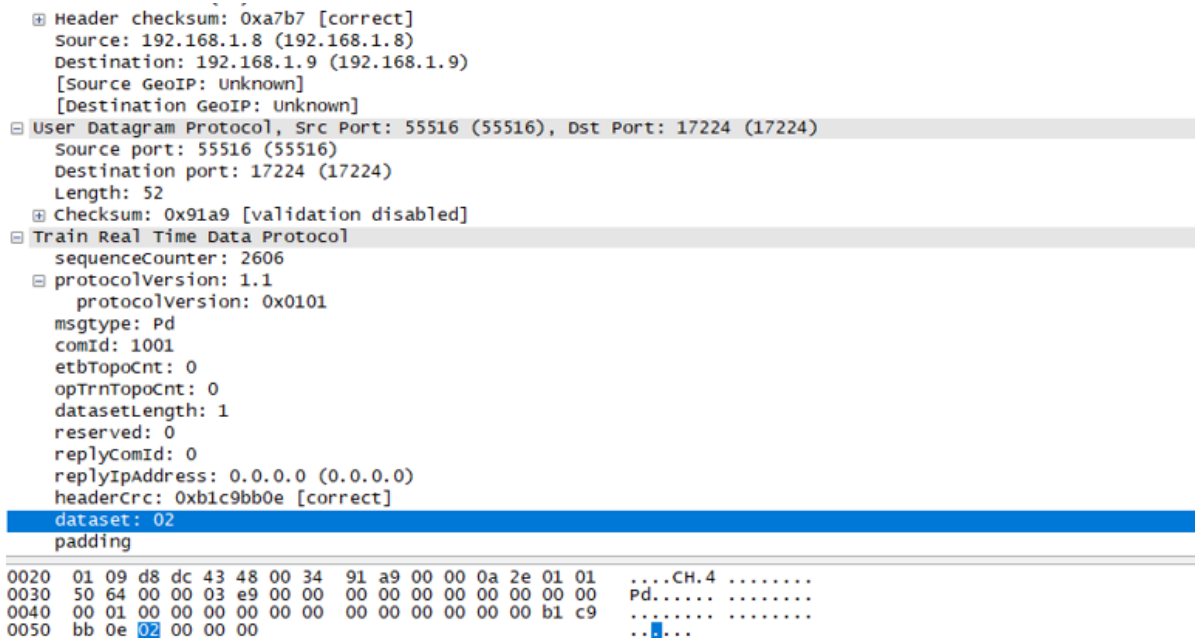 Header checksum: 0xa7b7 [correct]
Source: 192.168.1.8 (192.168.1.8)
Destination: 192.168.1.9 (192.168.1.9)
[Source GeoIP: Unknown]
[Destination GeoIP: Unknown]
User Datagram Protocol, Src Port: 55516 (55516), Dst Port: 17224 (17224)
Source port: 55516 (55516)
Destination port: 17224 (17224)
Length: 52
Checksum: 0x91a9 [validation disabled]
Train Real Time Data Protocol
sequenceCounter: 2606
protocolVersion: 1.1
protocolVersion: 0x0101
msgtype: Pd
comId: 1001
etbTopoCnt: 0
opTrnTopoCnt: 0
datasetLength: 1
reserved: 0
replyComId: 0
replyIpAddress: 0.0.0.0 (0.0.0.0)
headerCrc: 0xb1c9bb0e [correct]
dataset: 02
padding
0020 01 09 d8 dc 43 48 00 34 91 a9 00 00 0a 2e 01 01 ....CH.4 ........
0030 50 64 00 00 03 e9 00 00 00 00 00 00 00 00 00 00 Pd...... ........
0040 00 01 00 00 00 00 00 00 00 00 00 00 00 00 b1 c9 ........ ........
0050 bb 0e 02 00 00 00 ......